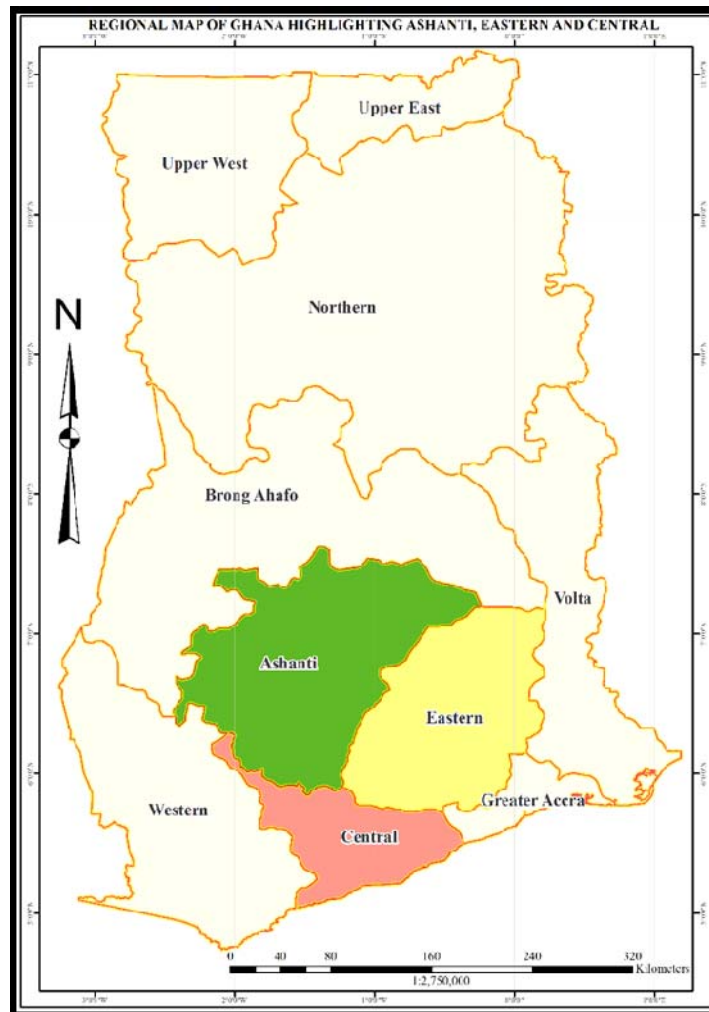 REGIONAL MAP OF GHANA HIGHLIGHTING ASHANTI, EASTERN AND CENTRAL
Upper East
Upper West
Northern
N
Brong Ahafo
Volta
Ashanti
Eastern
Greater Accra
Western
Central
0 40 80 160 240 320
Kilometers
1:2,750,000